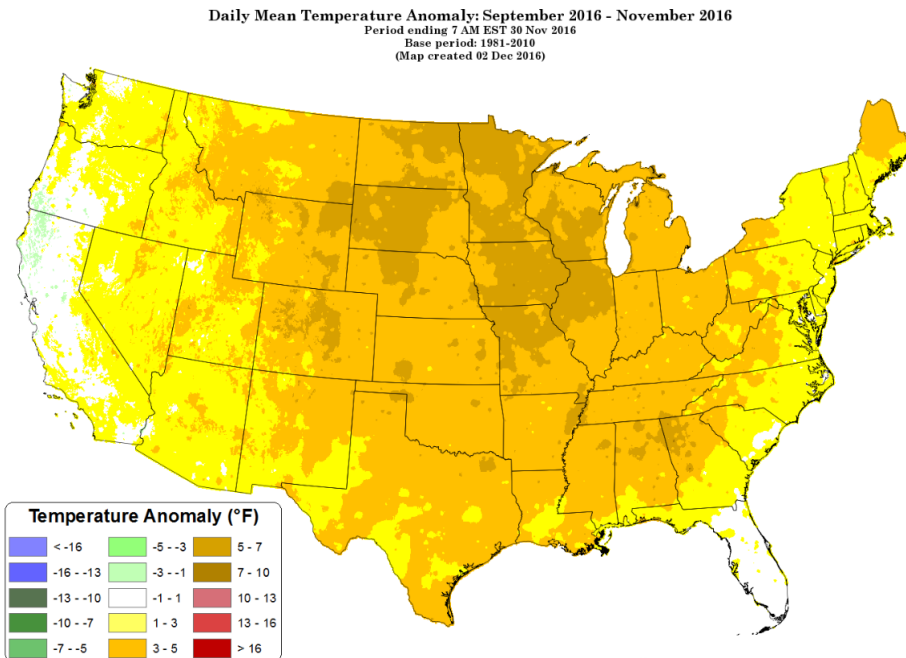 Daily Mean Temperature Anomaly: September 2016 - November 2016
Period ending 7 AM EST 30 Nov 2016
Base period: 1981-2010
(Map created 02 Dec 2016)
Temperature Anomaly (°F)
< -16
-16 - -13
-13 - -10
-10 - -7
-7 - -5
-5 - -3
-3 - -1
-1 - 1
1 - 3
3 - 5
5 - 7
7 - 10
10 - 13
13 - 16
> 16